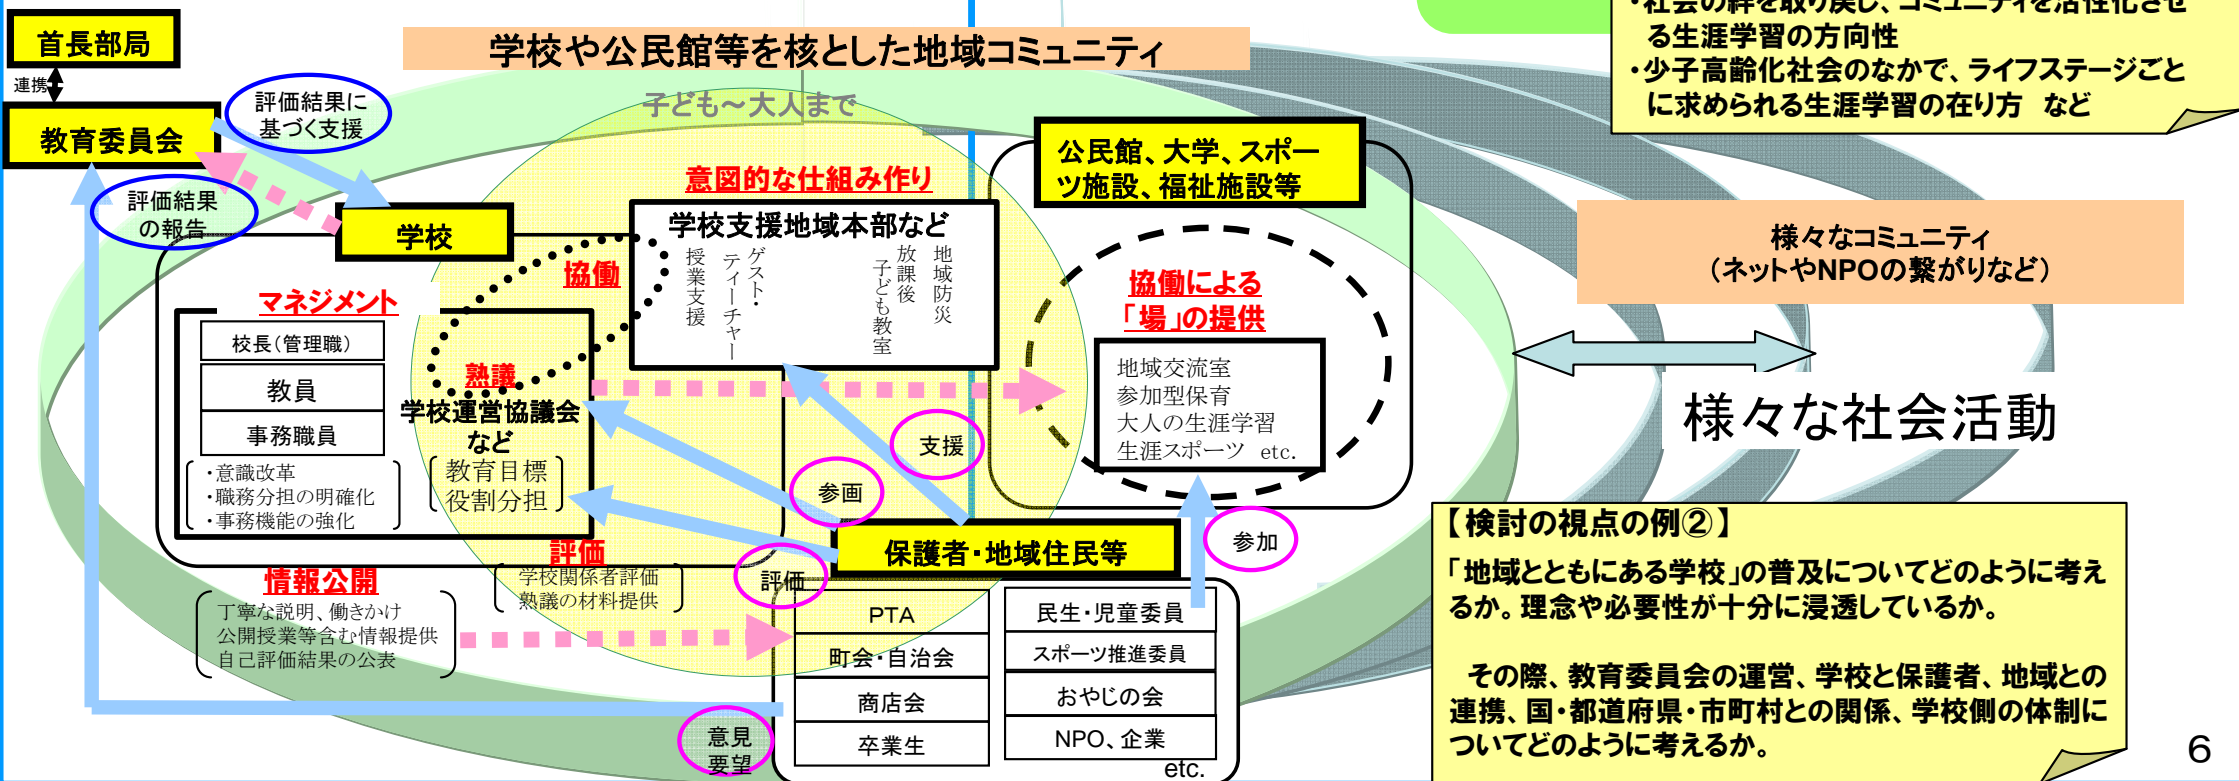 ・社会の絆を取り戻し、コミュニティを活性化させ
る生涯学習の方向性
・少子高齢化社会のなかで、ライフステージごと
に求められる生涯学習の在り方　など
首長部局
連携
教育委員会
学校や公民館等を核とした地域コミュニティ
子ども～大人まで
評価結果に
基づく支援
評価結果
の報告
学校
意図的な仕組み作り
学校支援地域本部など
授業支援
ゲスト・
ティーチャー
放課後
子ども教室
地域防災
協働
公民館、大学、スポー
ツ施設、福祉施設等
協働による
「場」の提供
地域交流室
参加型保育
大人の生涯学習
生涯スポーツ etc.
様々なコミュニティ
（ネットやNPOの繋がりなど）
様々な社会活動
マネジメント
校長（管理職）
教員
事務職員
・意識改革
・職務分担の明確化
・事務機能の強化
熟議
学校運営協議会
など
教育目標
役割分担
支援
参画
参加
評価
学校関係者評価
熟議の材料提供
評価
情報公開
丁寧な説明、働きかけ
公開授業等含む情報提供
自己評価結果の公表
保護者・地域住民等
PTA
町会・自治会
商店会
卒業生
民生・児童委員
スポーツ推進委員
おやじの会
NPO、企業
etc.
意見
要望
【検討の視点の例②】
「地域とともにある学校」の普及についてどのように考え
るか。理念や必要性が十分に浸透しているか。
その際、教育委員会の運営、学校と保護者、地域との
連携、国・都道府県・市町村との関係、学校側の体制に
ついてどのように考えるか。
6